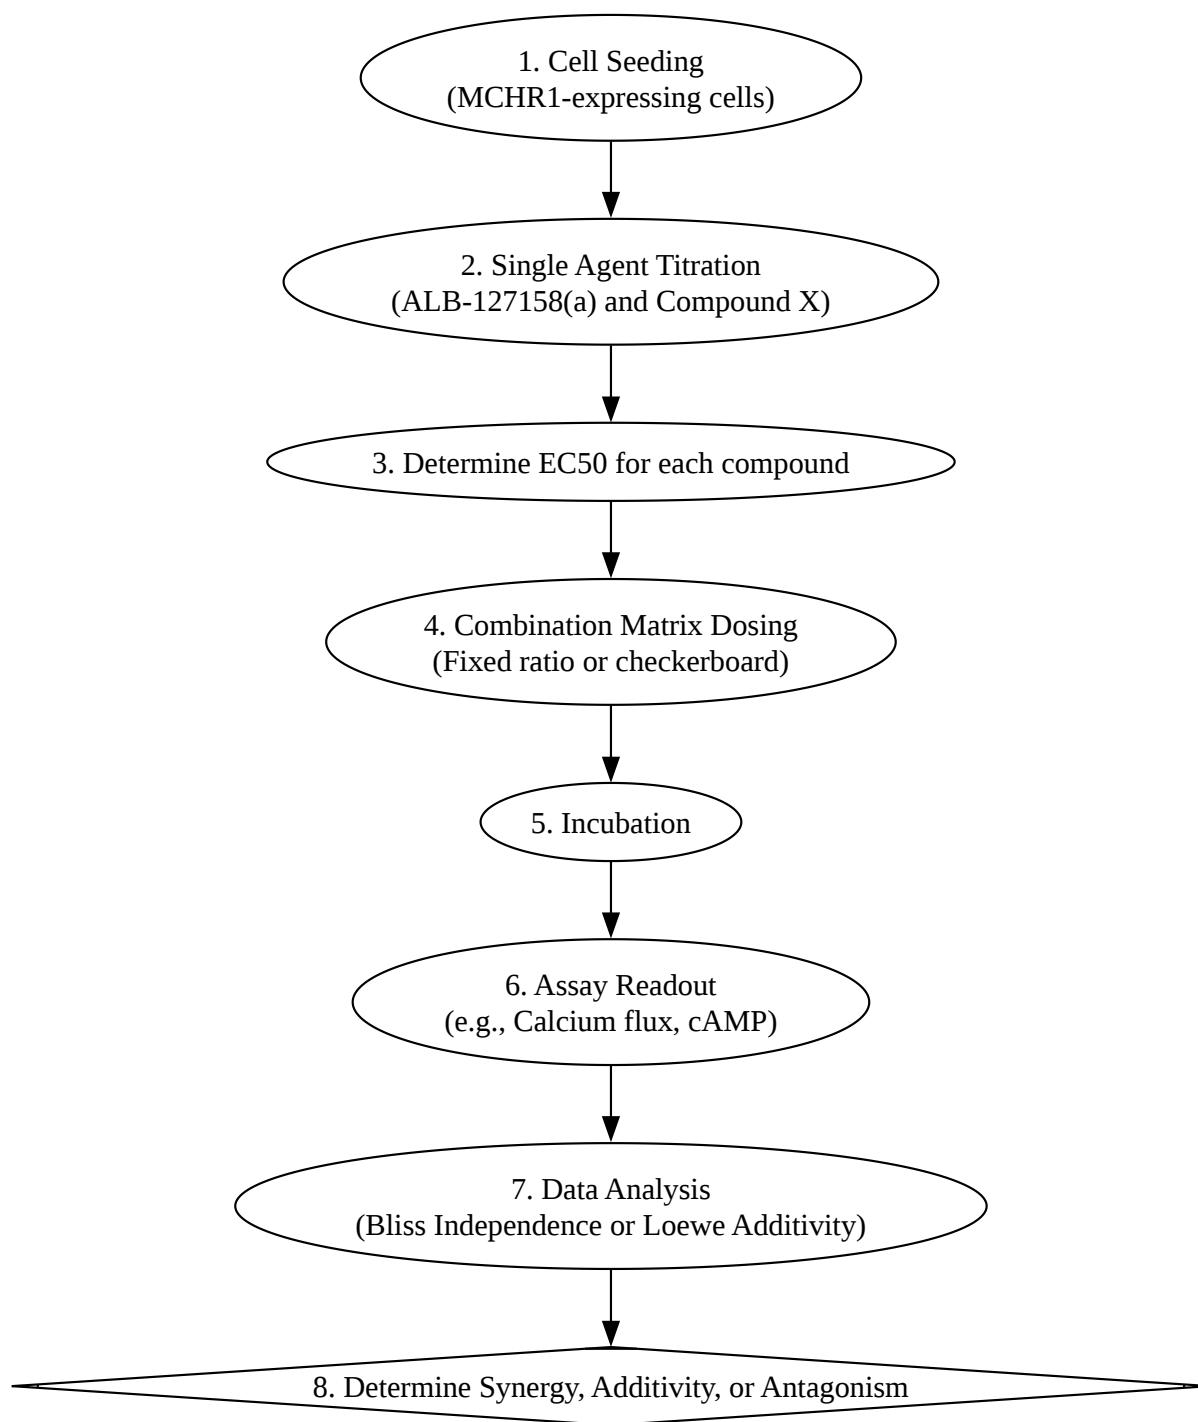 1. Cell Seeding
(MCHR1-expressing cells)
2. Single Agent Titration
(ALB-127158(a) and Compound X)
3. Determine EC50 for each compound
4. Combination Matrix Dosing
(Fixed ratio or checkerboard)
5. Incubation
6. Assay Readout
(e.g., Calcium flux, cAMP)
7. Data Analysis
(Bliss Independence or Loewe Additivity)
8. Determine Synergy, Additivity, or Antagonism